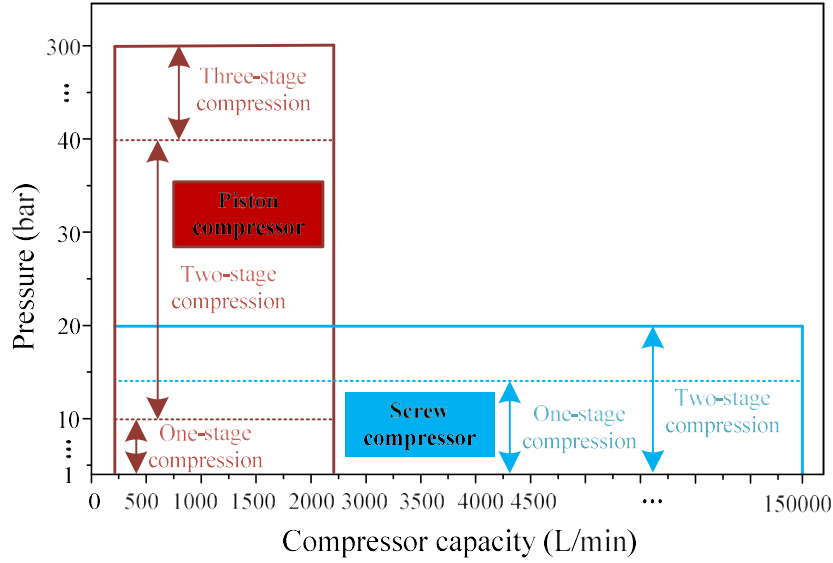 300
...
40
30
20
10
...
1
Pressure (bar)
Three-stage
compression
Piston
compressor
Two-stage
compression
One-stage
compression
Screw
compressor
One-stage
compression
Two-stage
compression
0 500 1000 1500 2000 3000 3500 4000 4500 ... 150000
Compressor capacity (L/min)